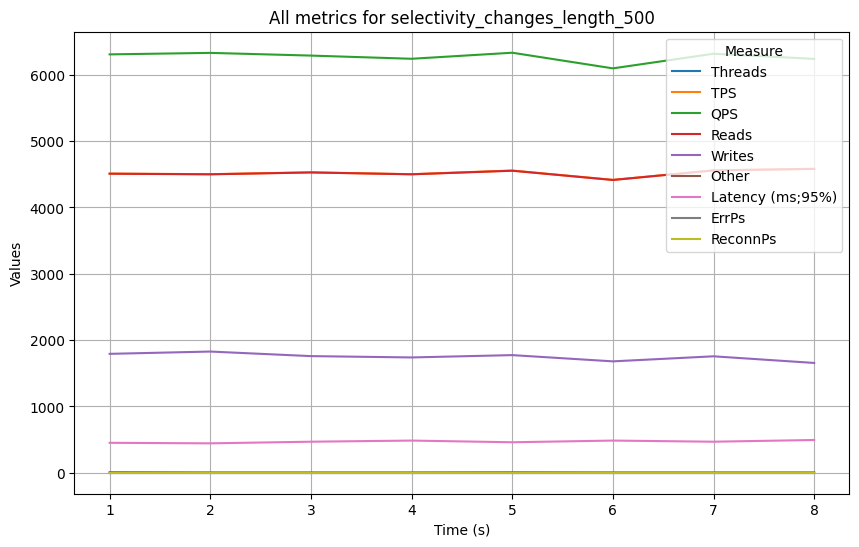 All metrics for selectivity_changes_length_500
Values
6000
5000
4000
3000
2000
1000
0
Measure
Threads
TPS
QPS
Reads
Writes
Other
Latency (ms;95%)
ErrPs
ReconnPs
1 2 3 4 5 6 7 8
Time (s)